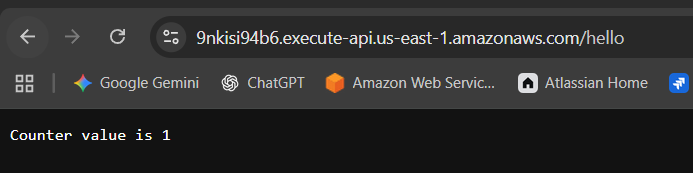 9nkisi94b6.execute-api.us-east-1.amazonaws.com/hello
Google Gemini ChatGPT Amazon Web Servic... Atlassian Home
Counter value is 1